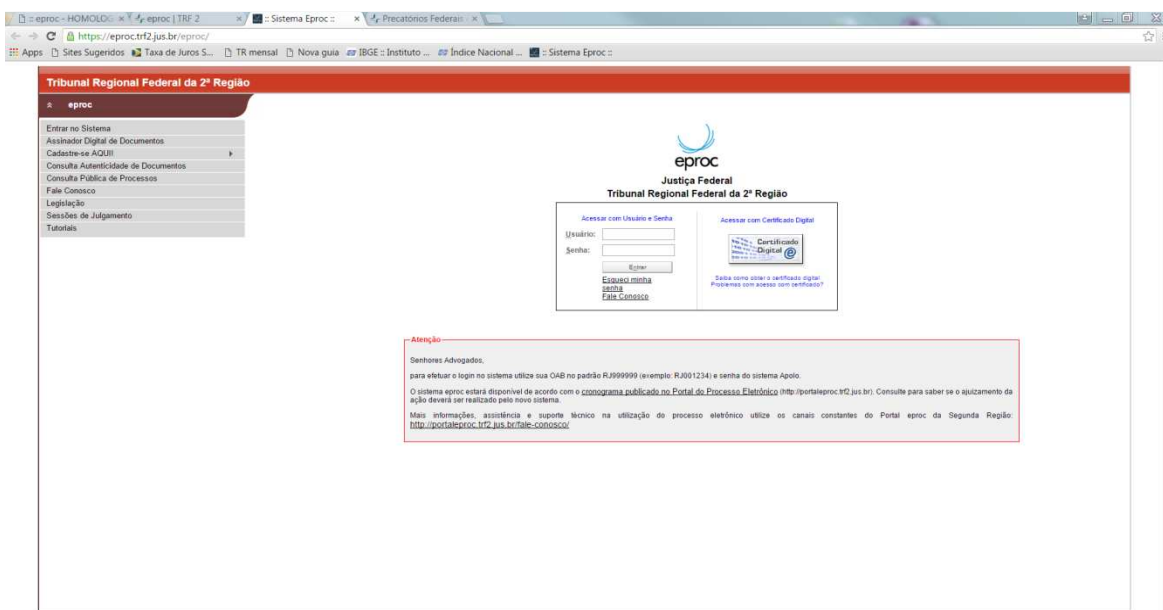 :: eproc - HOMOLOG
eproc | TRF 2
:: Sistema Eproc ::
Precatórios Federais
https://eproc.trf2.jus.br/eproc/
Apps
Sites Sugeridos
Taxa de Juros S...
TR mensal
Nova guia
IBGE :: Instituto ...
Índice Nacional ...
:: Sistema Eproc ::
Tribunal Regional Federal da 2ª Região
eproc
Entrar no Sistema
Assinador Digital de Documentos
Cadastre-se AQUI!
Consulta Autenticidade de Documentos
Consulta Pública de Processos
Fale Conosco
Legislação
Sessões de Julgamento
Tutoriais
eproc
Justiça Federal
Tribunal Regional Federal da 2ª Região
Acessar com Usuário e Senha
Usuário:
Senha:
Entrar
Esqueci minha
senha
Fale Conosco
Acessar com Certificado Digital
Certificado
Digital
Saiba como obter o certificado digital
Problemas com acesso com certificado?
Atenção
Senhores Advogados,
para efetuar o login no sistema utilize sua OAB no padrão RJ999999 (exemplo: RJ001234) e senha do sistema Apolo.
O sistema eproc estará disponível de acordo com o cronograma publicado no Portal do Processo Eletrônico (http://portaleproc.trf2.jus.br). Consulte para saber se o ajuizamento da
ação deverá ser realizado pelo novo sistema.
Mais informações, assistência e suporte técnico na utilização do processo eletrônico utilize os canais constantes do Portal eproc da Segunda Região:
http://portaleproc.trf2.jus.br/fale-conosco/